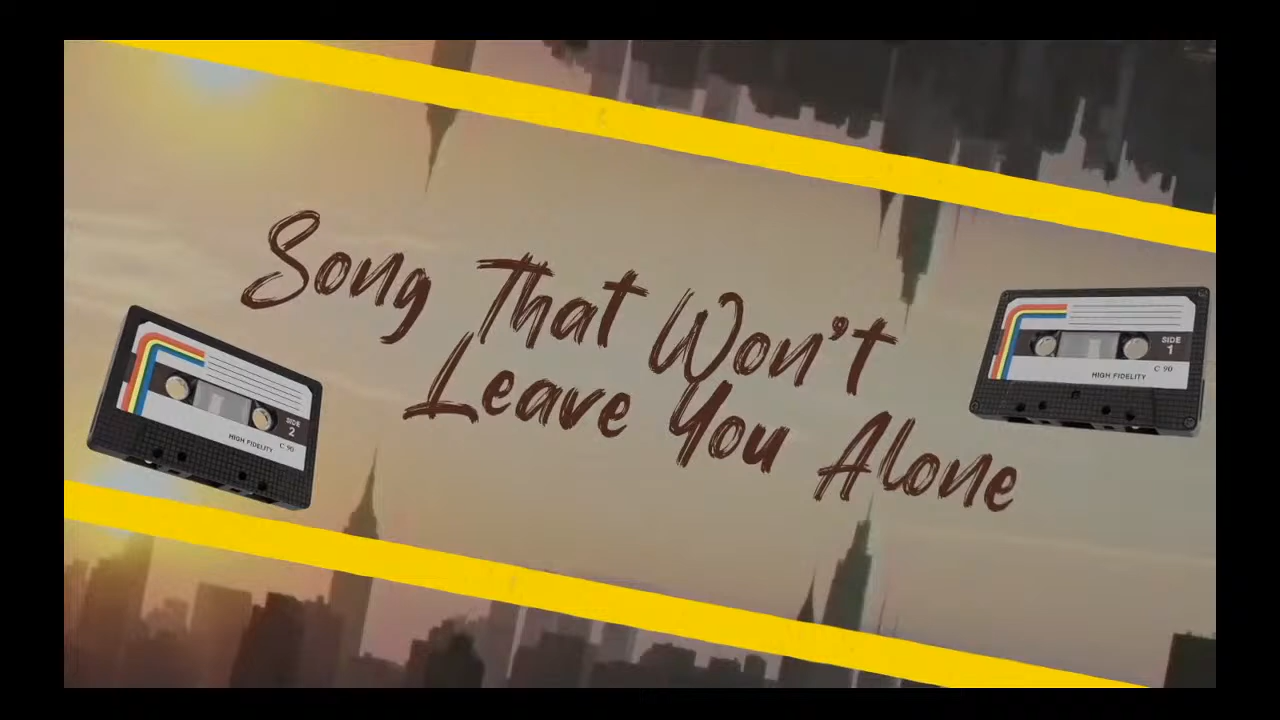 Song That Won't
Leave You Alone
SIDE
2
HIGH FIDELITY C 90
SIDE
1
C 90
HIGH FIDELITY